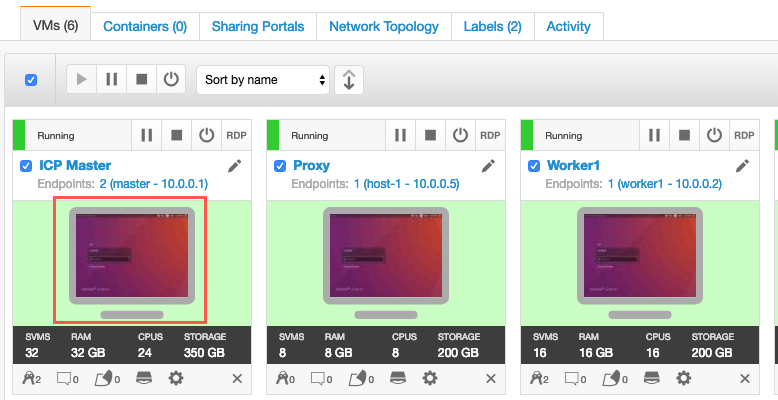 VMs (6) Containers (0) Sharing Portals Network Topology Labels (2) Activity
Sort by name
Running RDP Running RDP Running RDP
ICP Master Proxy Worker1
Endpoints: 2 (master - 10.0.0.1) Endpoints: 1 (host-1 - 10.0.0.5) Endpoints: 1 (worker1 - 10.0.0.2)
SVMS RAM CPUS STORAGE SVMS RAM CPUS STORAGE SVMS RAM CPUS STORAGE
32 32 GB 24 350 GB 8 8 GB 8 200 GB 16 16 GB 16 200 GB
2 0 0 0 0 0 2 0 0